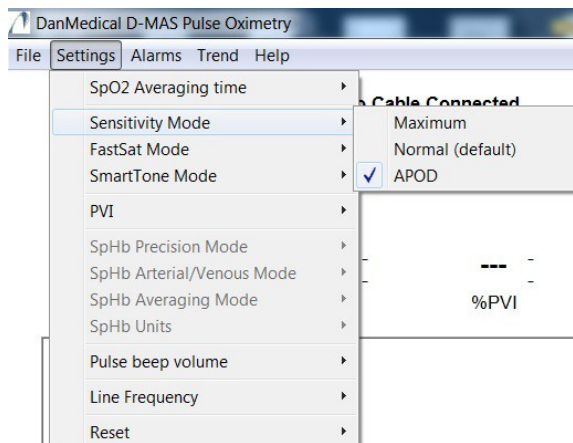 DanMedical D-MAS Pulse Oximetry
File Settings Alarms Trend Help
SpO2 Averaging time
Cable Connected
Sensitivity Mode
Maximum
FastSat Mode
Normal (default)
SmartTone Mode
APOD
PVI
SpHb Precision Mode
SpHb Arterial/Venous Mode
---
SpHb Averaging Mode
%PVI
SpHb Units
Pulse beep volume
Line Frequency
Reset